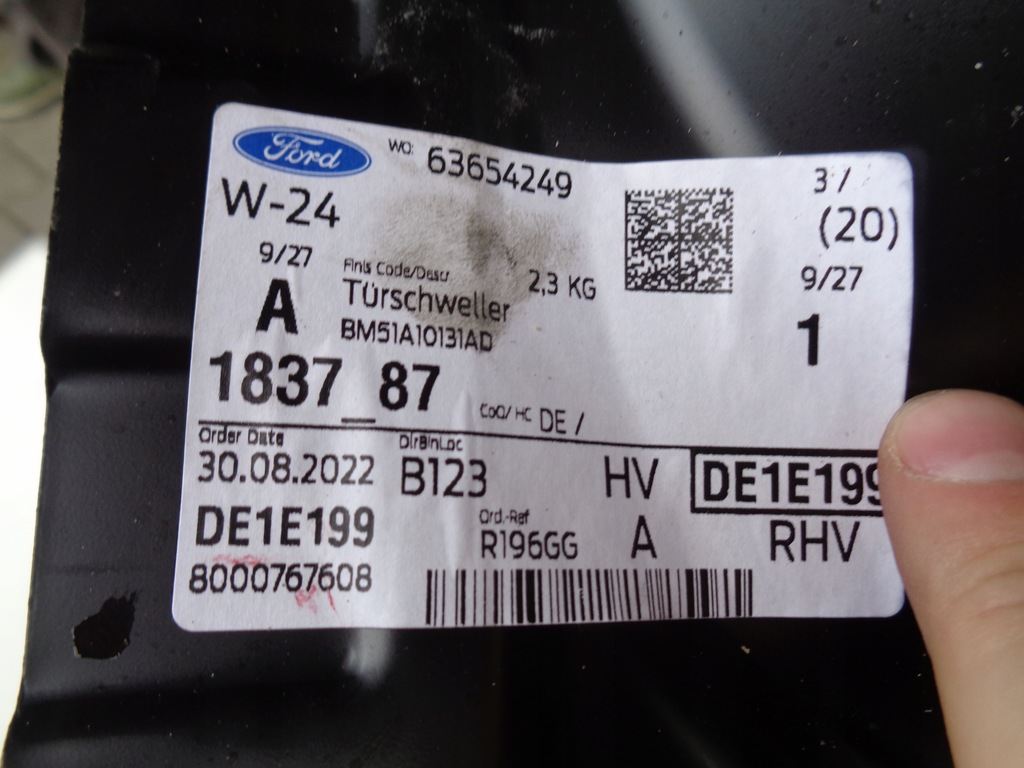 Ford
WO: 63654249
3/
W-24
(20)
9/27
Finis Code/Descr
2,3 KG
9/27
A
Türschweller
1
BM51A10131AD
1837_87
CoO/ HC DE /
Order Date
DirBinLoc
30.08.2022
B123
HV
DE1E199
DE1E199
Ord.-Ref
R196GG
A
RHV
8000767608